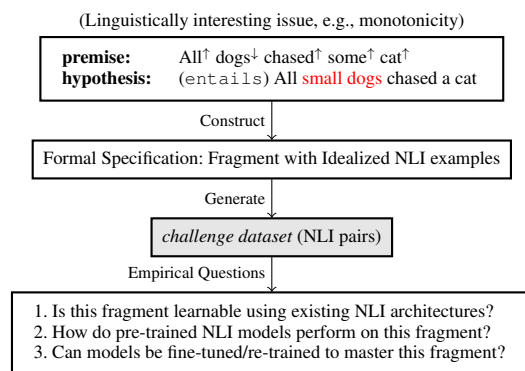 (Linguistically interesting issue, e.g., monotonicity)
premise: All↑ dogs↓ chased↑ some↑ cat↑
hypothesis: (entails) All small dogs chased a cat
Construct
Formal Specification: Fragment with Idealized NLI examples
Generate
challenge dataset (NLI pairs)
Empirical Questions
1. Is this fragment learnable using existing NLI architectures?
2. How do pre-trained NLI models perform on this fragment?
3. Can models be fine-tuned/re-trained to master this fragment?